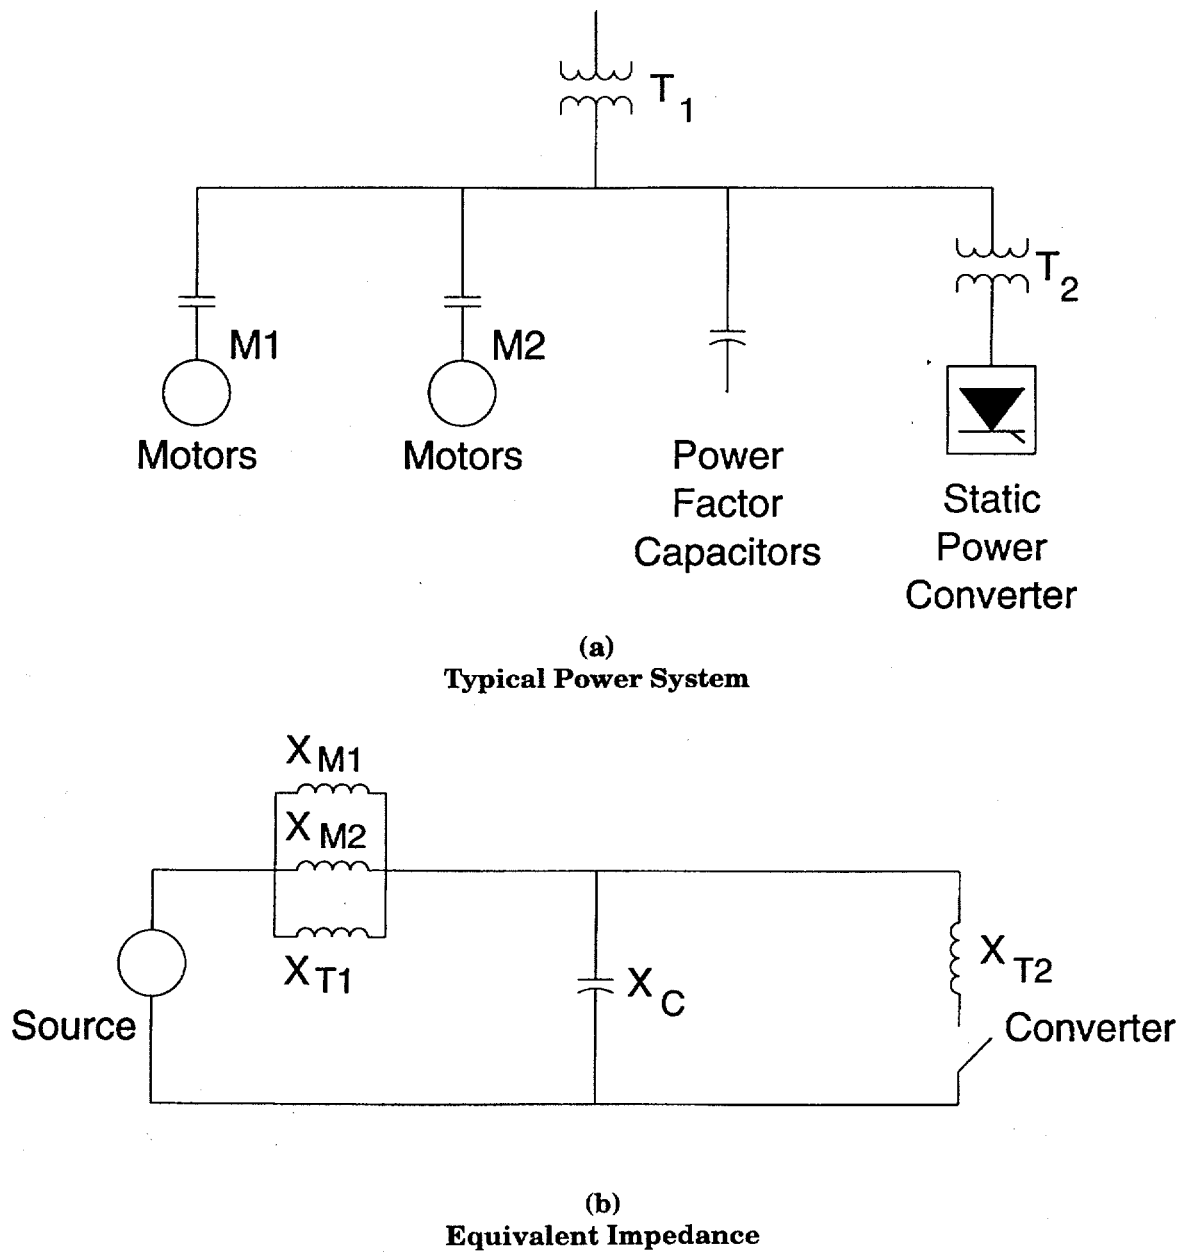 T1
T2
M1
M2
Motors
Motors
Power
Factor
Capacitors
Static
Power
Converter
(a)
Typical Power System
XM1
XM2
XT1
Source
XC
XT2
Converter
(b)
Equivalent Impedance